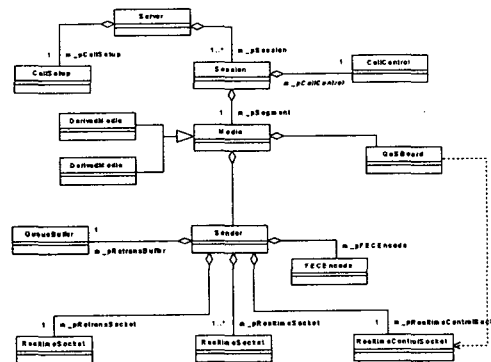 Server
1 m_pCallSetup
1..* m_pSession
CallSetup
Session
1
CallControl
m_pCallControl
1 m_pSegment
DerivedMedia
Media
DerivedMedia
QoSBoard
QueueBuffer
1
m_pRetransBuffer
Sender
m_pFECEncode
FECEncode
1 m_pRetransSocket
1..* m_pRealtimeSocket
1 m_pRealtimeControlSoc
RealtimeSocket
RealtimeSocket
RealtimeControlSocket